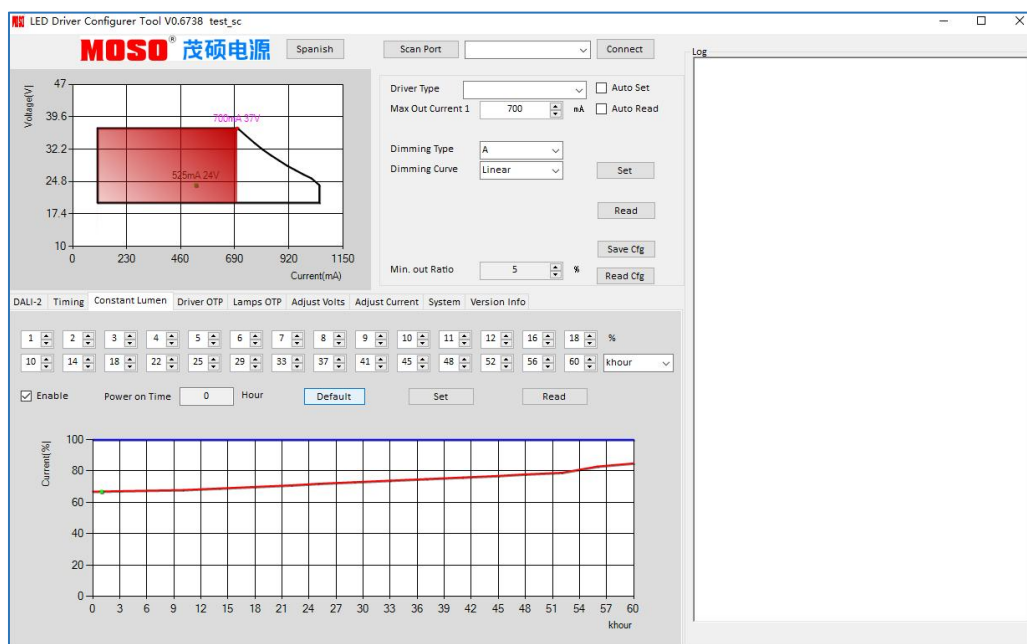 LED Driver Configurer Tool V0.6738 test_sc
MOSO® 茂硕电源 Spanish Scan Port Connect
Log
Driver Type Auto Set
Max Out Current 1 700 mA Auto Read
Dimming Type A
Dimming Curve Linear Set
Read
Save Cfg
Min. out Ratio 5 % Read Cfg
Voltage[V]
47
39.6
32.2
24.8
17.4
10
700mA 37V
525mA 24V
0 230 460 690 920 1150
Current(mA)
DALI-2 Timing Constant Lumen Driver OTP Lamps OTP Adjust Volts Adjust Current System Version Info
1 2 3 4 5 6 7 8 9 10 11 12 16 18 %
10 14 18 22 25 29 33 37 41 45 48 52 56 60 khour
Enable Power on Time 0 Hour Default Set Read
Current[%]
100
80
60
40
20
0
0 3 6 9 12 15 18 21 24 27 30 33 36 39 42 45 48 51 54 57 60
khour